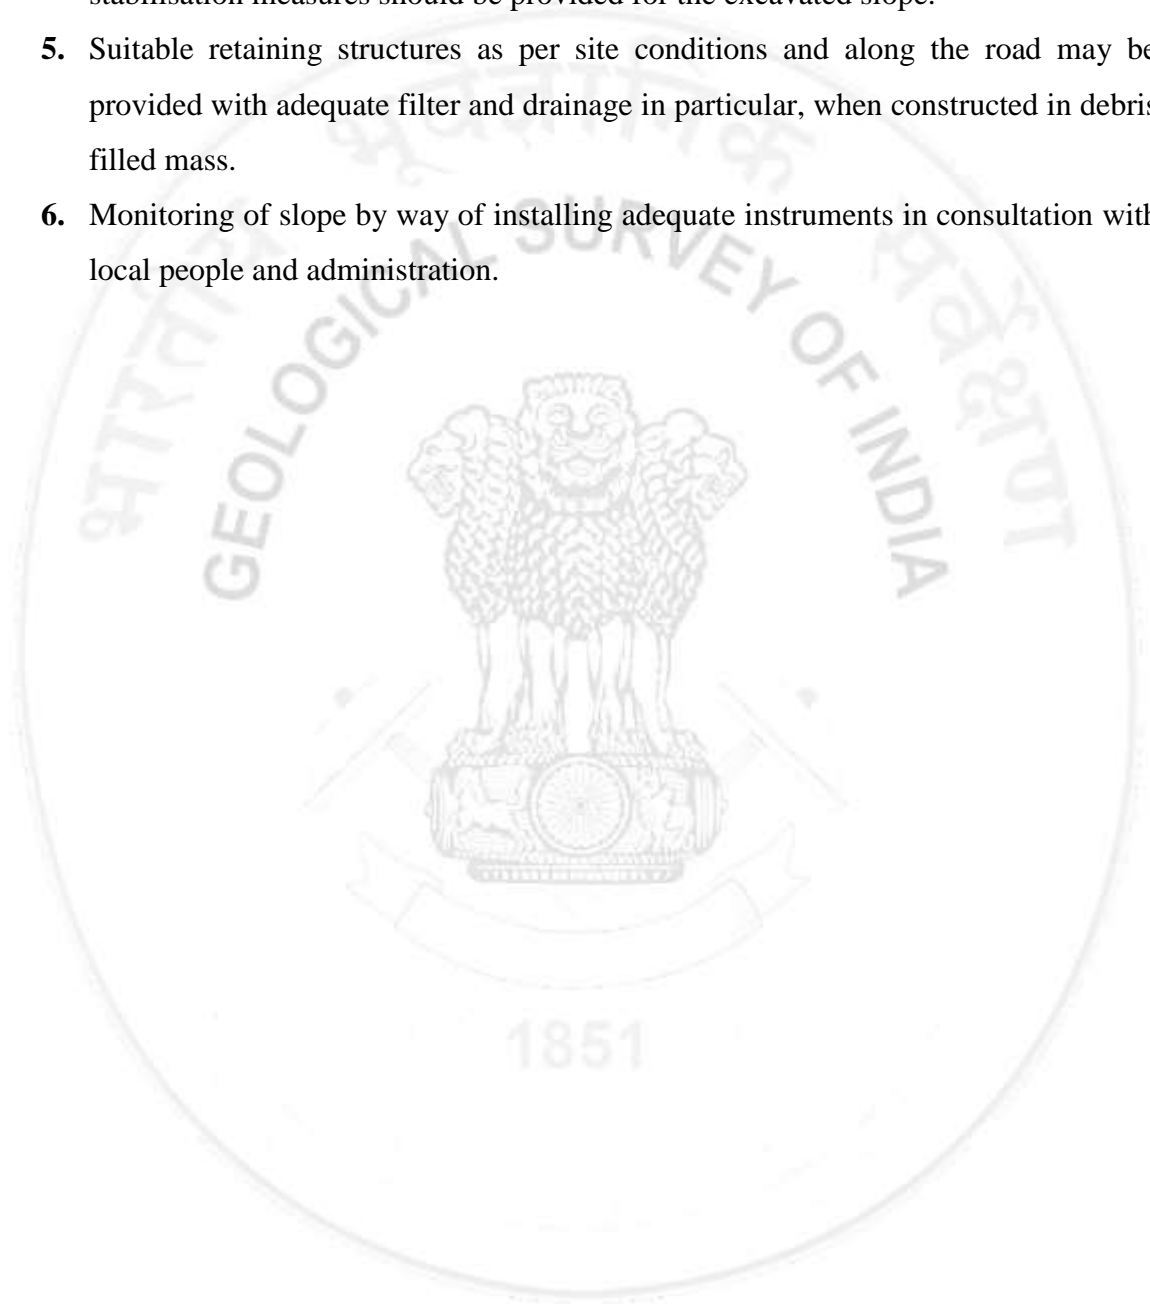 stabilisation measures should be provided for the excavated slope.
5. Suitable retaining structures as per site conditions and along the road may be
provided with adequate filter and drainage in particular, when constructed in debris
filled mass.
6. Monitoring of slope by way of installing adequate instruments in consultation with
local people and administration.
भारतीय भूवैज्ञानिक सर्वेक्षण
GEOLOGICAL SURVEY OF INDIA
1851